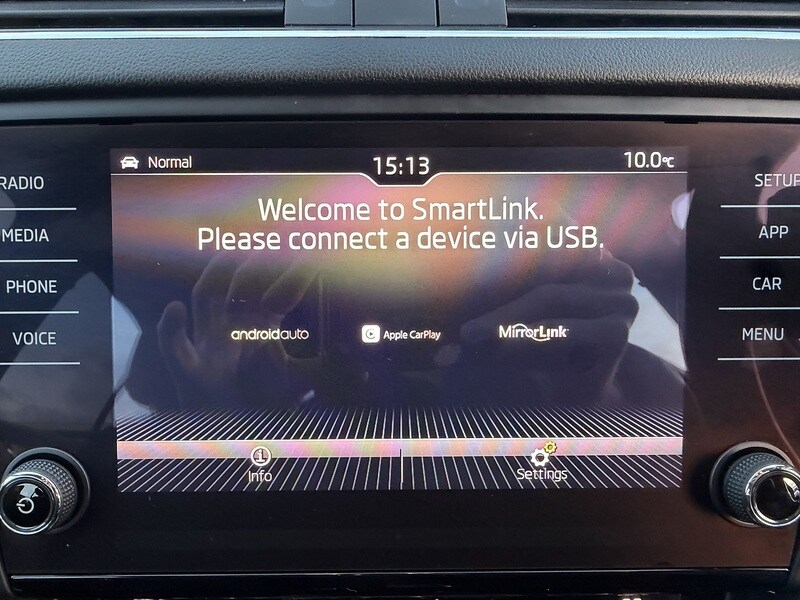 Normal
15:13
10.0°C
RADIO
MEDIA
PHONE
VOICE
Welcome to SmartLink.
Please connect a device via USB.
androidauto
Apple CarPlay
MirrorLink
Info
Settings
SETUP
APP
CAR
MENU